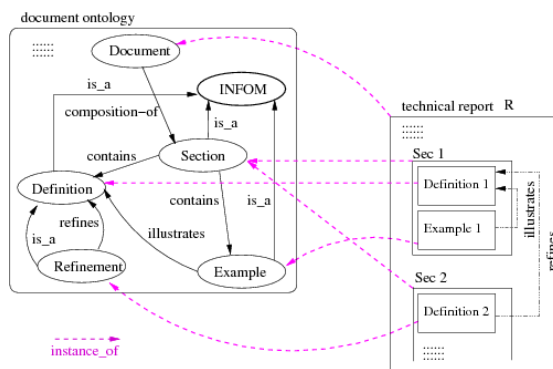 document ontology
Document
is_a
INFOM
composition-of
is_a
technical report R
contains
Section
Sec 1
Definition
contains
is_a
Definition 1
refines
illustrates
Example 1
is_a
Refinement
Example
illustrates
refines
Sec 2
Definition 2
instance_of